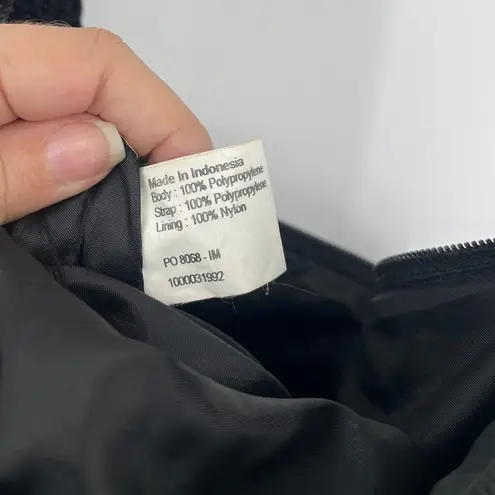 Made In Indonesia
Body : 100% Polypropylene
Strap : 100% Polypropylene
Lining : 100% Nylon
PO 8068 - IM
1000031992